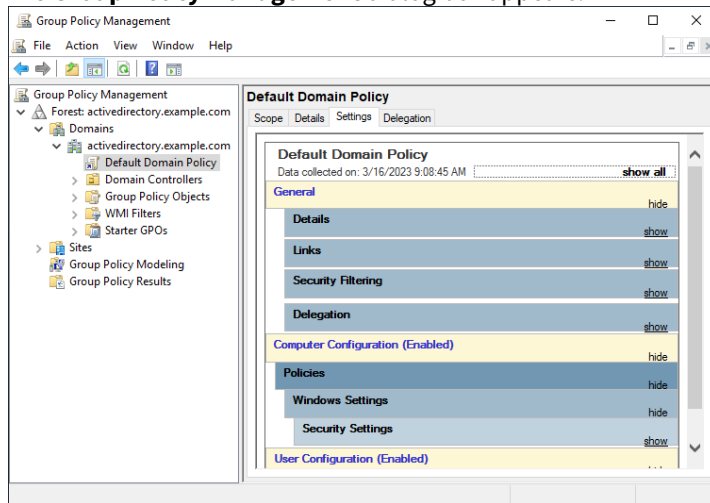 Group Policy Management
File Action View Window Help
Group Policy Management
Forest: activedirectory.example.com
Domains
activedirectory.example.com
Default Domain Policy
Domain Controllers
Group Policy Objects
WMI Filters
Starter GPOs
Sites
Group Policy Modeling
Group Policy Results
Default Domain Policy
Scope Details Settings Delegation
Default Domain Policy
Data collected on: 3/16/2023 9:08:45 AM show all
General
hide
Details
show
Links
show
Security Filtering
show
Delegation
show
Computer Configuration (Enabled)
hide
Policies
hide
Windows Settings
hide
Security Settings
show
User Configuration (Enabled)